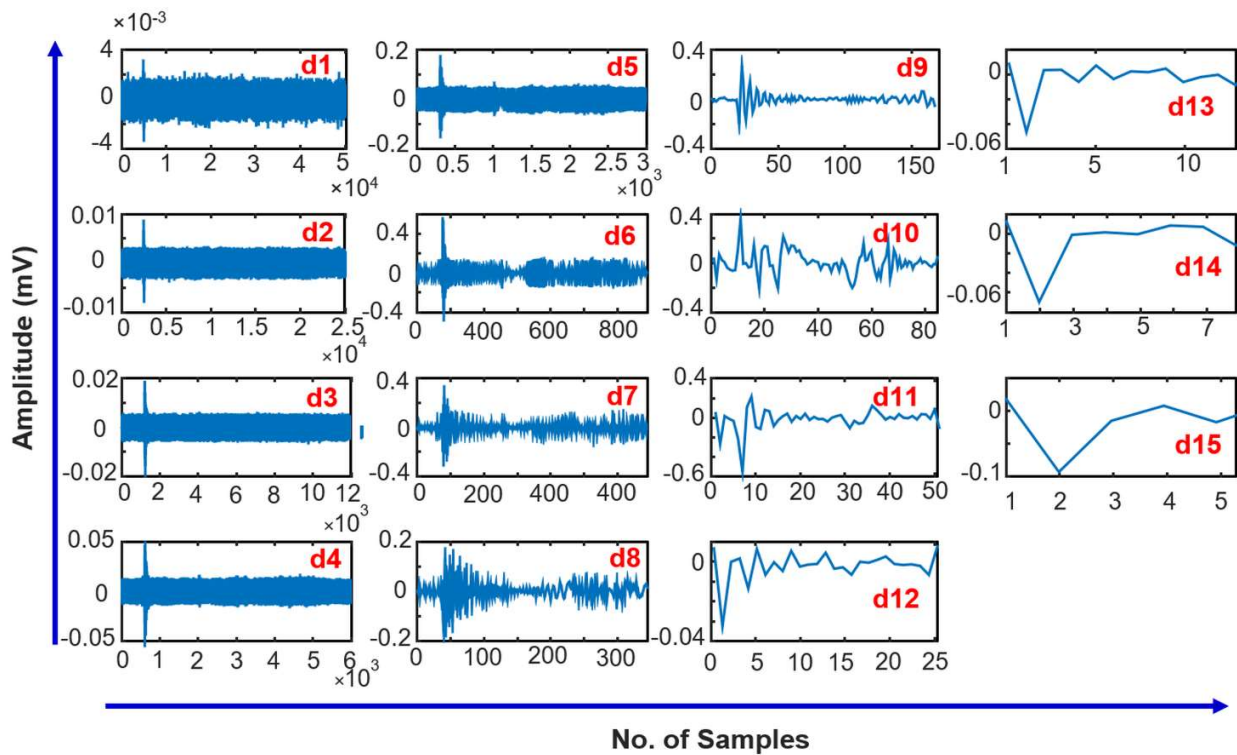 Amplitude (mV)
×10⁻³
4
0
-4
d1
0 1 2 3 4 5
×10⁴
0.2
0
-0.2
d5
0 0.5 1 1.5 2 2.5 3
×10³
0.4
0
-0.4
d9
0 50 100 150
0
-0.06
d13
1 5 10
0.01
0
-0.01
d2
0 0.5 1 1.5 2.5
×10⁴
0.4
0
-0.4
d6
0 400 600 800
0.4
0
-0.4
d10
0 20 40 60 80
0
-0.06
d14
1 3 5 7
0.02
0
-0.02
d3
0 2 4 6 8 10 12
×10³
0.4
0
-0.4
d7
0 200 400 400
0.4
0
-0.6
d11
0 10 20 30 40 50
0
-0.1
d15
1 2 3 4 5
0.05
0
-0.05
d4
0 1 2 3 4 5 6
×10³
0.2
0
-0.2
d8
0 100 200 300
0
-0.04
d12
0 5 10 15 20 25
No. of Samples